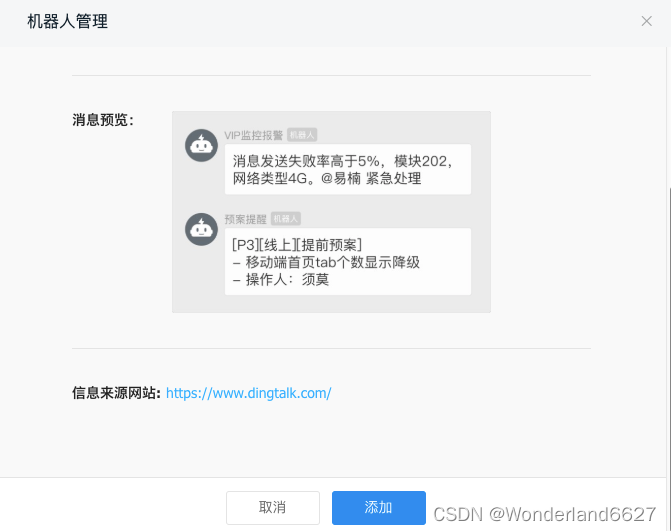 机器人管理
消息预览：
VIP监控报警 机器人
消息发送失败率高于5%，模块202，
网络类型4G。@易楠 紧急处理
预案提醒 机器人
[P3][线上][提前预案]
– 移动端首页tab个数显示降级
– 操作人：须莫
信息来源网站: https://www.dingtalk.com/
取消 添加
CSDN @Wonderland6627